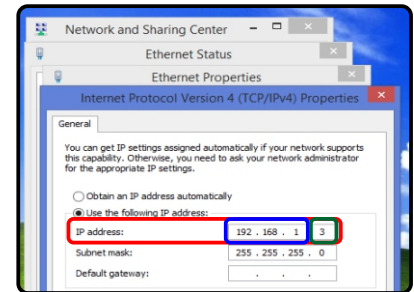 Network and Sharing Center
Ethernet Status
Ethernet Properties
Internet Protocol Version 4 (TCP/IPv4) Properties
General
You can get IP settings assigned automatically if your network supports
this capability. Otherwise, you need to ask your network administrator
for the appropriate IP settings.
Obtain an IP address automatically
Use the following IP address:
IP address: 192 . 168 . 1 . 3
Subnet mask: 255 . 255 . 255 . 0
Default gateway: . . .